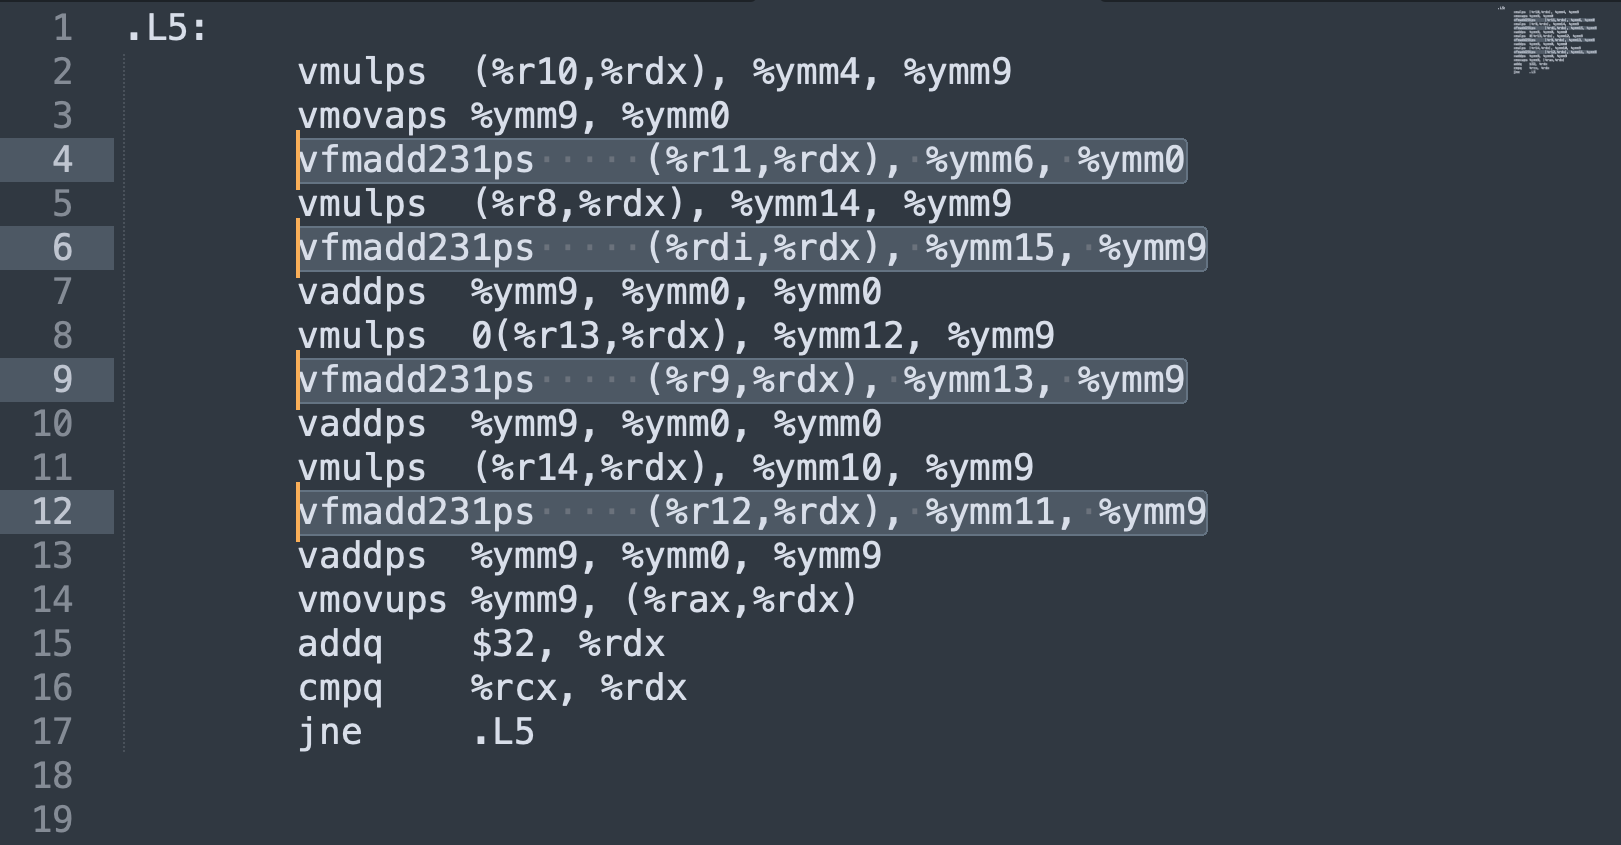 1 .L5:
2 vmulps (%r10,%rdx), %ymm4, %ymm9
3 vmovaps %ymm9, %ymm0
4 vfmadd231ps (%r11,%rdx), %ymm6, %ymm0
5 vmulps (%r8,%rdx), %ymm14, %ymm9
6 vfmadd231ps (%rdi,%rdx), %ymm15, %ymm9
7 vaddps %ymm9, %ymm0, %ymm0
8 vmulps 0(%r13,%rdx), %ymm12, %ymm9
9 vfmadd231ps (%r9,%rdx), %ymm13, %ymm9
10 vaddps %ymm9, %ymm0, %ymm0
11 vmulps (%r14,%rdx), %ymm10, %ymm9
12 vfmadd231ps (%r12,%rdx), %ymm11, %ymm9
13 vaddps %ymm9, %ymm0, %ymm9
14 vmovups %ymm9, (%rax,%rdx)
15 addq $32, %rdx
16 cmpq %rcx, %rdx
17 jne .L5
18
19